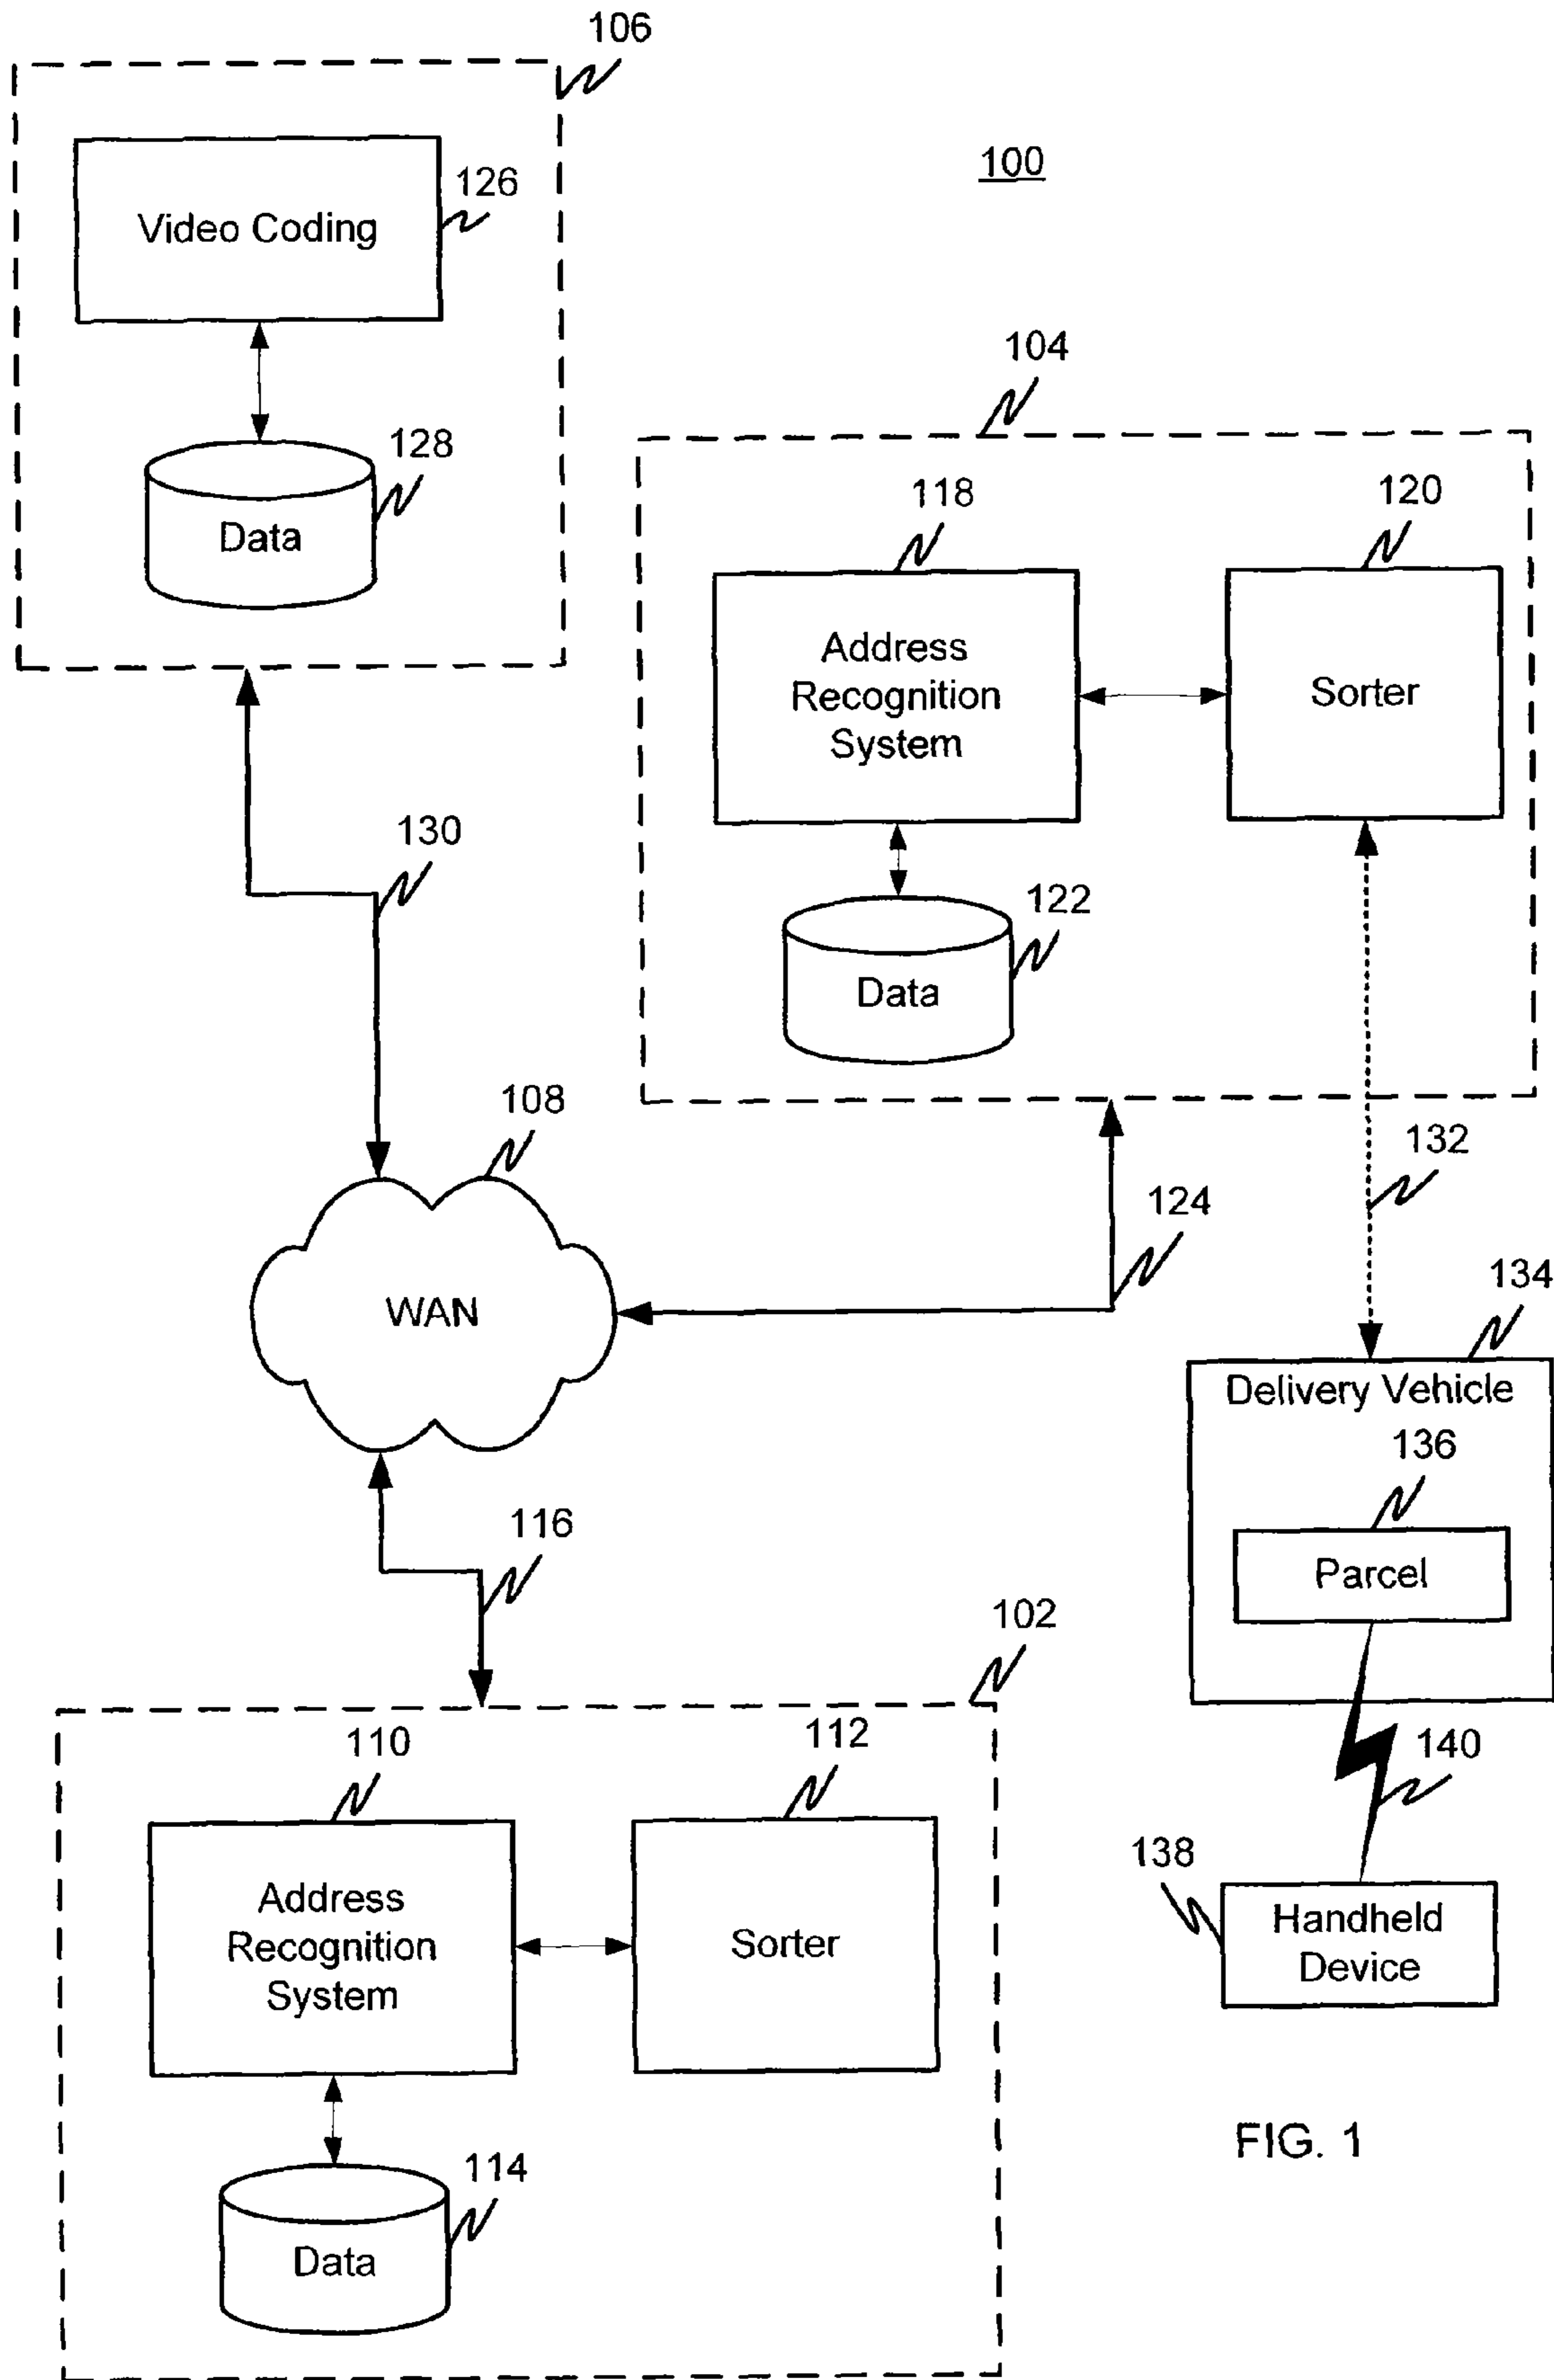 106
100
126
Video Coding
128
Data
104
118
120
Address
Recognition
System
Sorter
122
Data
130
108
WAN
124
132
134
Delivery Vehicle
136
Parcel
116
102
140
138
Handheld
Device
110
112
Address
Recognition
System
Sorter
114
Data
FIG. 1